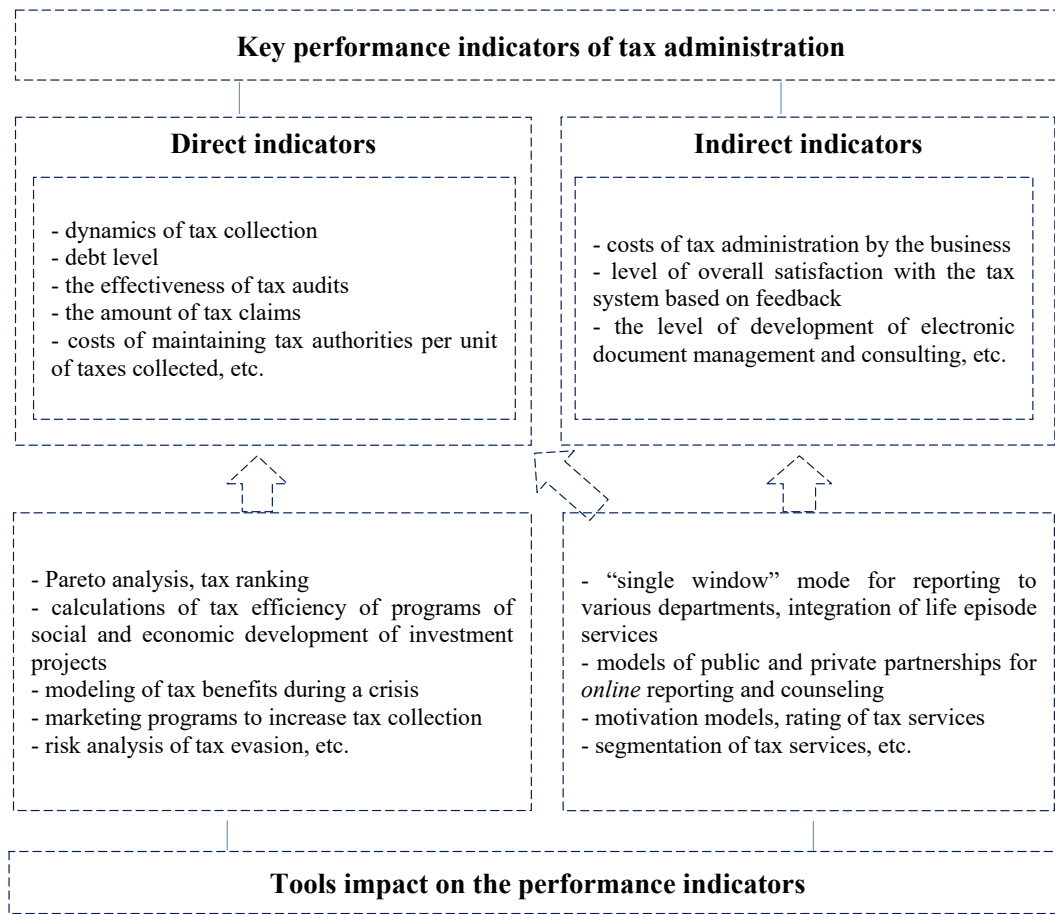 Key performance indicators of tax administration
Direct indicators
- dynamics of tax collection
- debt level
- the effectiveness of tax audits
- the amount of tax claims
- costs of maintaining tax authorities per unit
of taxes collected, etc.
Indirect indicators
- costs of tax administration by the business
- level of overall satisfaction with the tax
system based on feedback
- the level of development of electronic
document management and consulting, etc.
- Pareto analysis, tax ranking
- calculations of tax efficiency of programs of
social and economic development of investment
projects
- modeling of tax benefits during a crisis
- marketing programs to increase tax collection
- risk analysis of tax evasion, etc.
- “single window” mode for reporting to
various departments, integration of life episode
services
- models of public and private partnerships for
online reporting and counseling
- motivation models, rating of tax services
- segmentation of tax services, etc.
Tools impact on the performance indicators